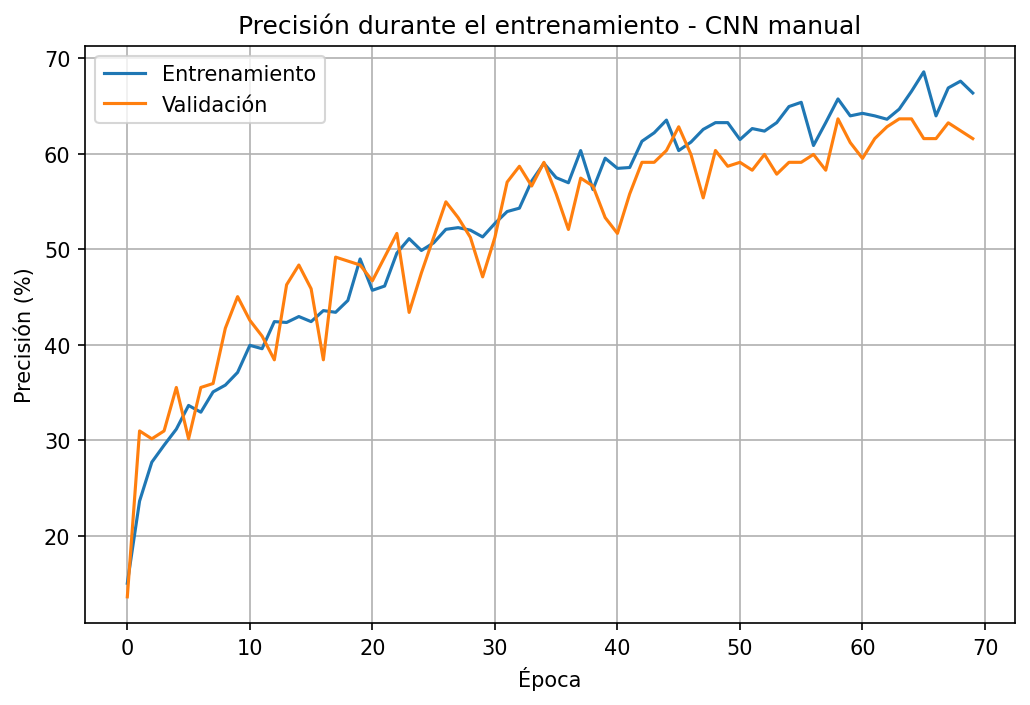 Precisión durante el entrenamiento - CNN manual
Entrenamiento
Validación
Precisión (%)
70
60
50
40
30
20
0 10 20 30 40 50 60 70
Época